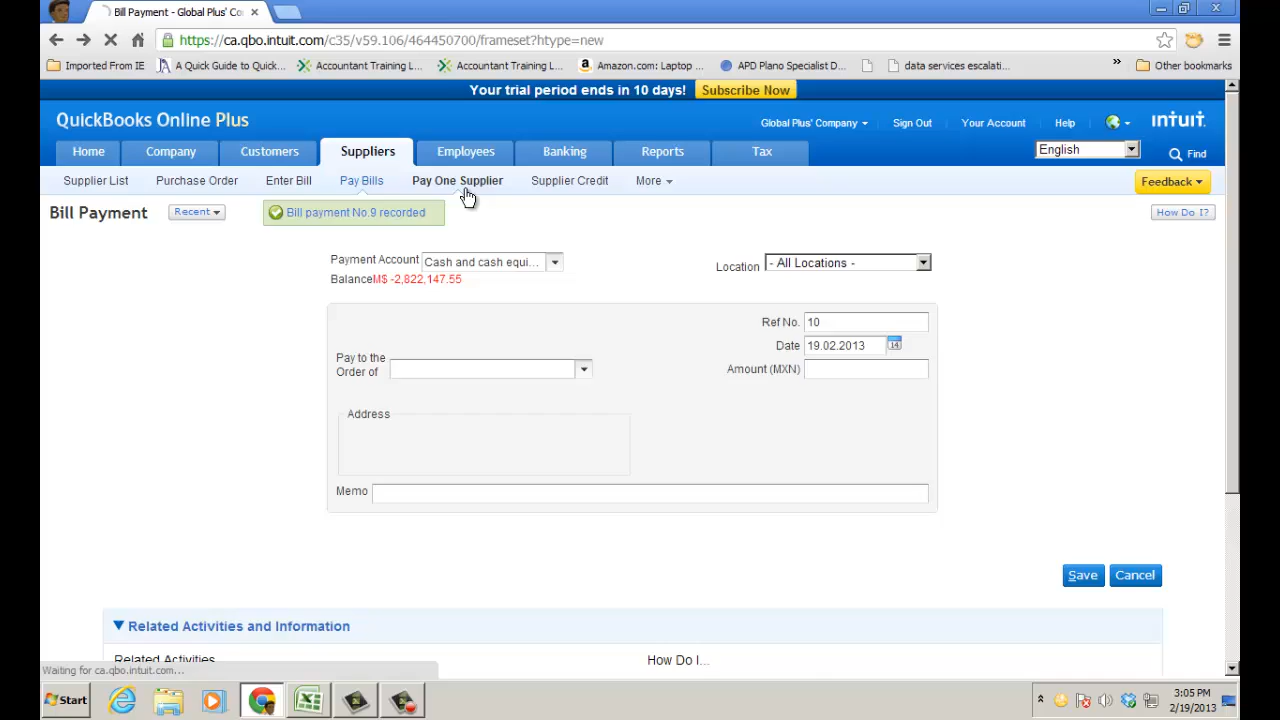 Bill Payment - Global Plus' Co
https://ca.qbo.intuit.com/c35/v59.106/464450700/frameset?htype=new
Imported From IE A Quick Guide to Quick... Accountant Training L... Accountant Training L... Amazon.com: Laptop ... APD Plano Specialist D... data services escalati... » Other bookmarks
Your trial period ends in 10 days! Subscribe Now
QuickBooks Online Plus Global Plus' Company Sign Out Your Account Help intuit.
Home Company Customers Suppliers Employees Banking Reports Tax English Find
Supplier List Purchase Order Enter Bill Pay Bills Pay One Supplier Supplier Credit More Feedback
Bill Payment Recent Bill payment No.9 recorded How Do I?
Payment Account Cash and cash equi... Location - All Locations -
BalanceM$ -2,822,147.55
Ref No. 10
Date 19.02.2013 14
Pay to the Order of Amount (MXN)
Address
Memo
Save Cancel
Related Activities and Information
Related Activities How Do I...
Waiting for ca.qbo.intuit.com...
Start 3:05 PM
2/19/2013